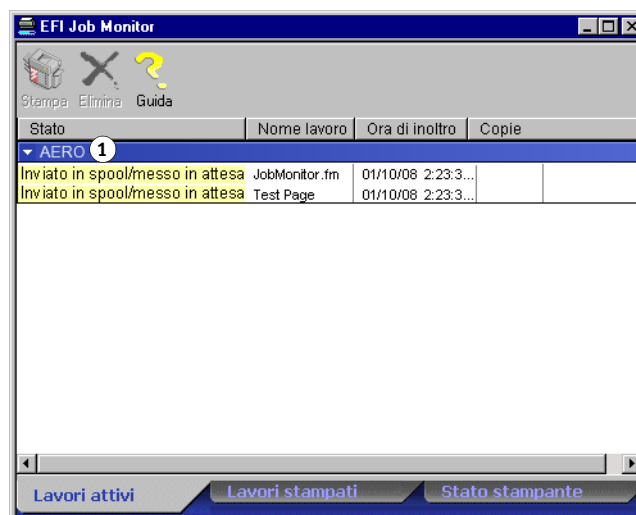 EFI Job Monitor
Stampa Elimina Guida
Stato Nome lavoro Ora di inoltro Copie
AERO 1
Inviato in spool/messo in attesa JobMonitor.fm 01/10/08 2:23:3...
Inviato in spool/messo in attesa Test Page 01/10/08 2:23:3...
Lavori attivi Lavori stampati Stato stampante